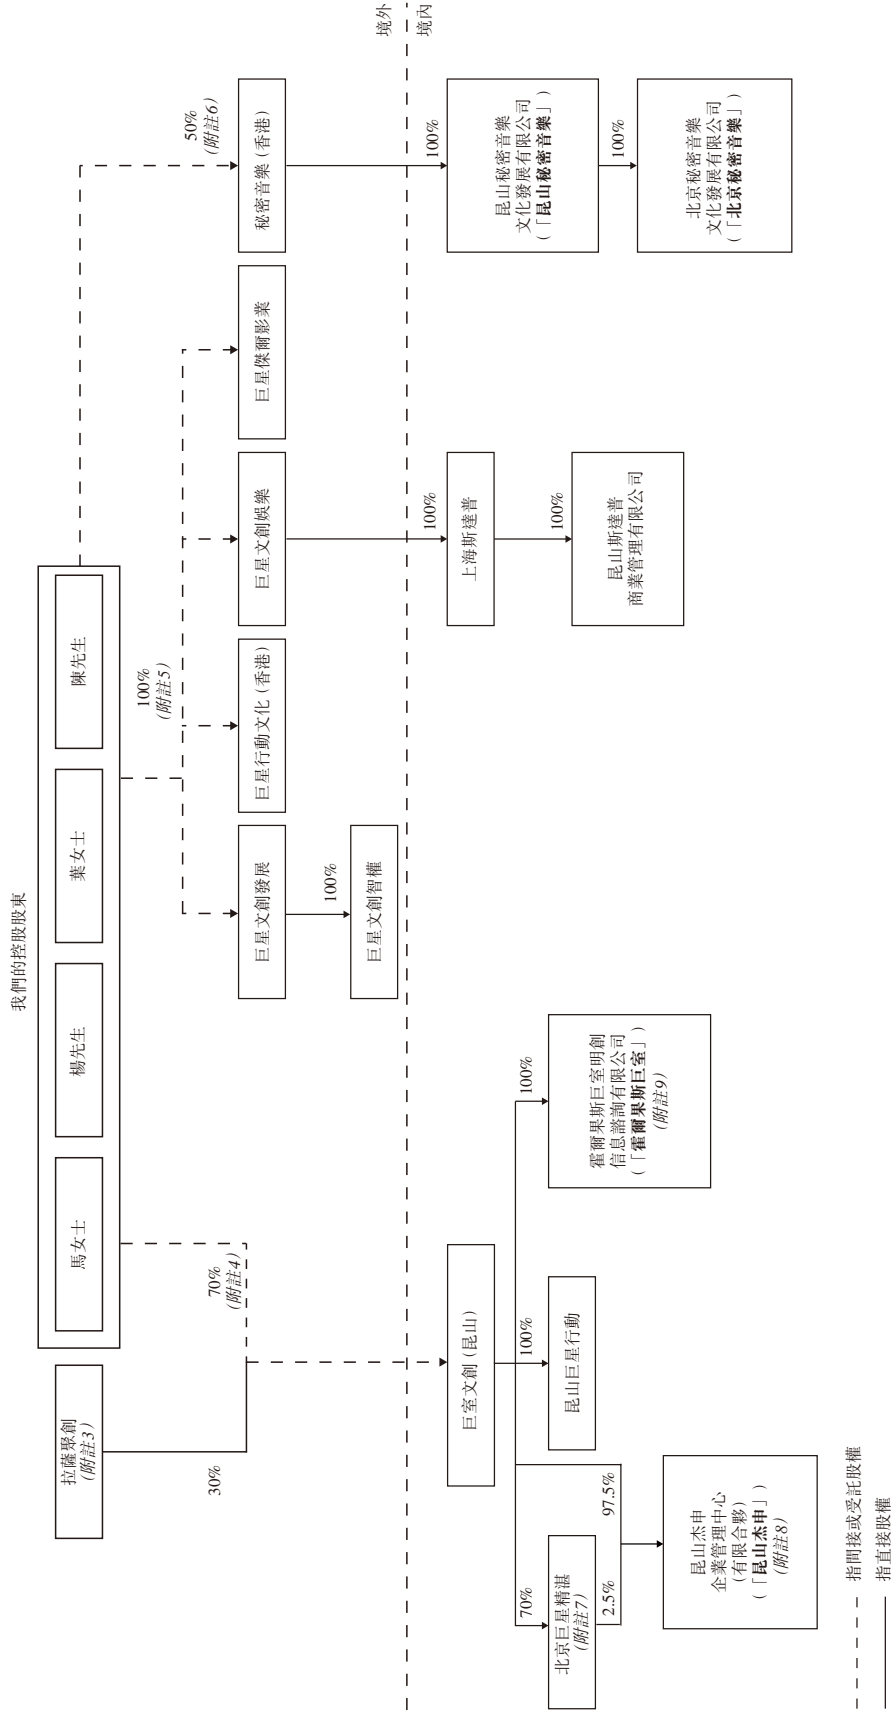 我們的控股股東
拉薩聚創
(附註3)
馬女士
楊先生
葉女士
陳先生
30%
70%
(附註4)
100%
(附註5)
50%
(附註6)
巨星文創發展
巨星行動文化(香港)
巨星文創娛樂
巨星傑爾影業
秘密音樂(香港)
100%
巨星文創智權
境外
境內
100%
100%
巨室文創(昆山)
上海斯達普
昆山秘密音樂
文化發展有限公司
(「昆山秘密音樂」)
70%
100%
100%
100%
100%
北京巨星精湛
(附註7)
昆山巨星行動
霍爾果斯巨室明創
信息諮詢有限公司
(「霍爾果斯巨室」)
(附註9)
昆山斯達普
商業管理有限公司
北京秘密音樂
文化發展有限公司
(「北京秘密音樂」)
2.5%
97.5%
昆山杰申
企業管理中心
(有限合夥)
(「昆山杰申」)
(附註8)
指間接或受託股權
指直接股權